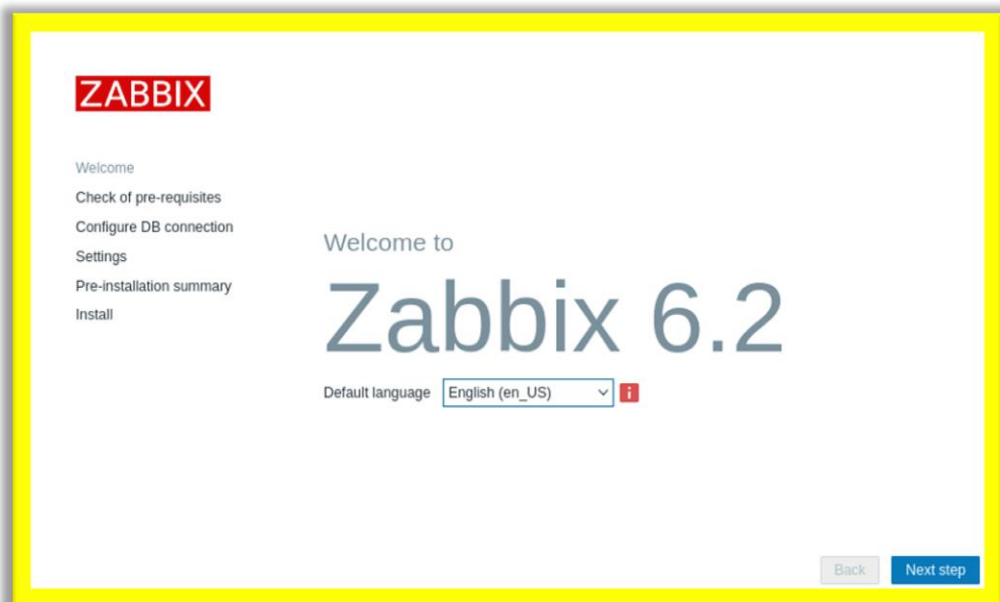 ZABBIX
Welcome
Check of pre-requisites
Configure DB connection
Settings
Pre-installation summary
Install
Welcome to
Zabbix 6.2
Default language English (en_US) i
Back Next step